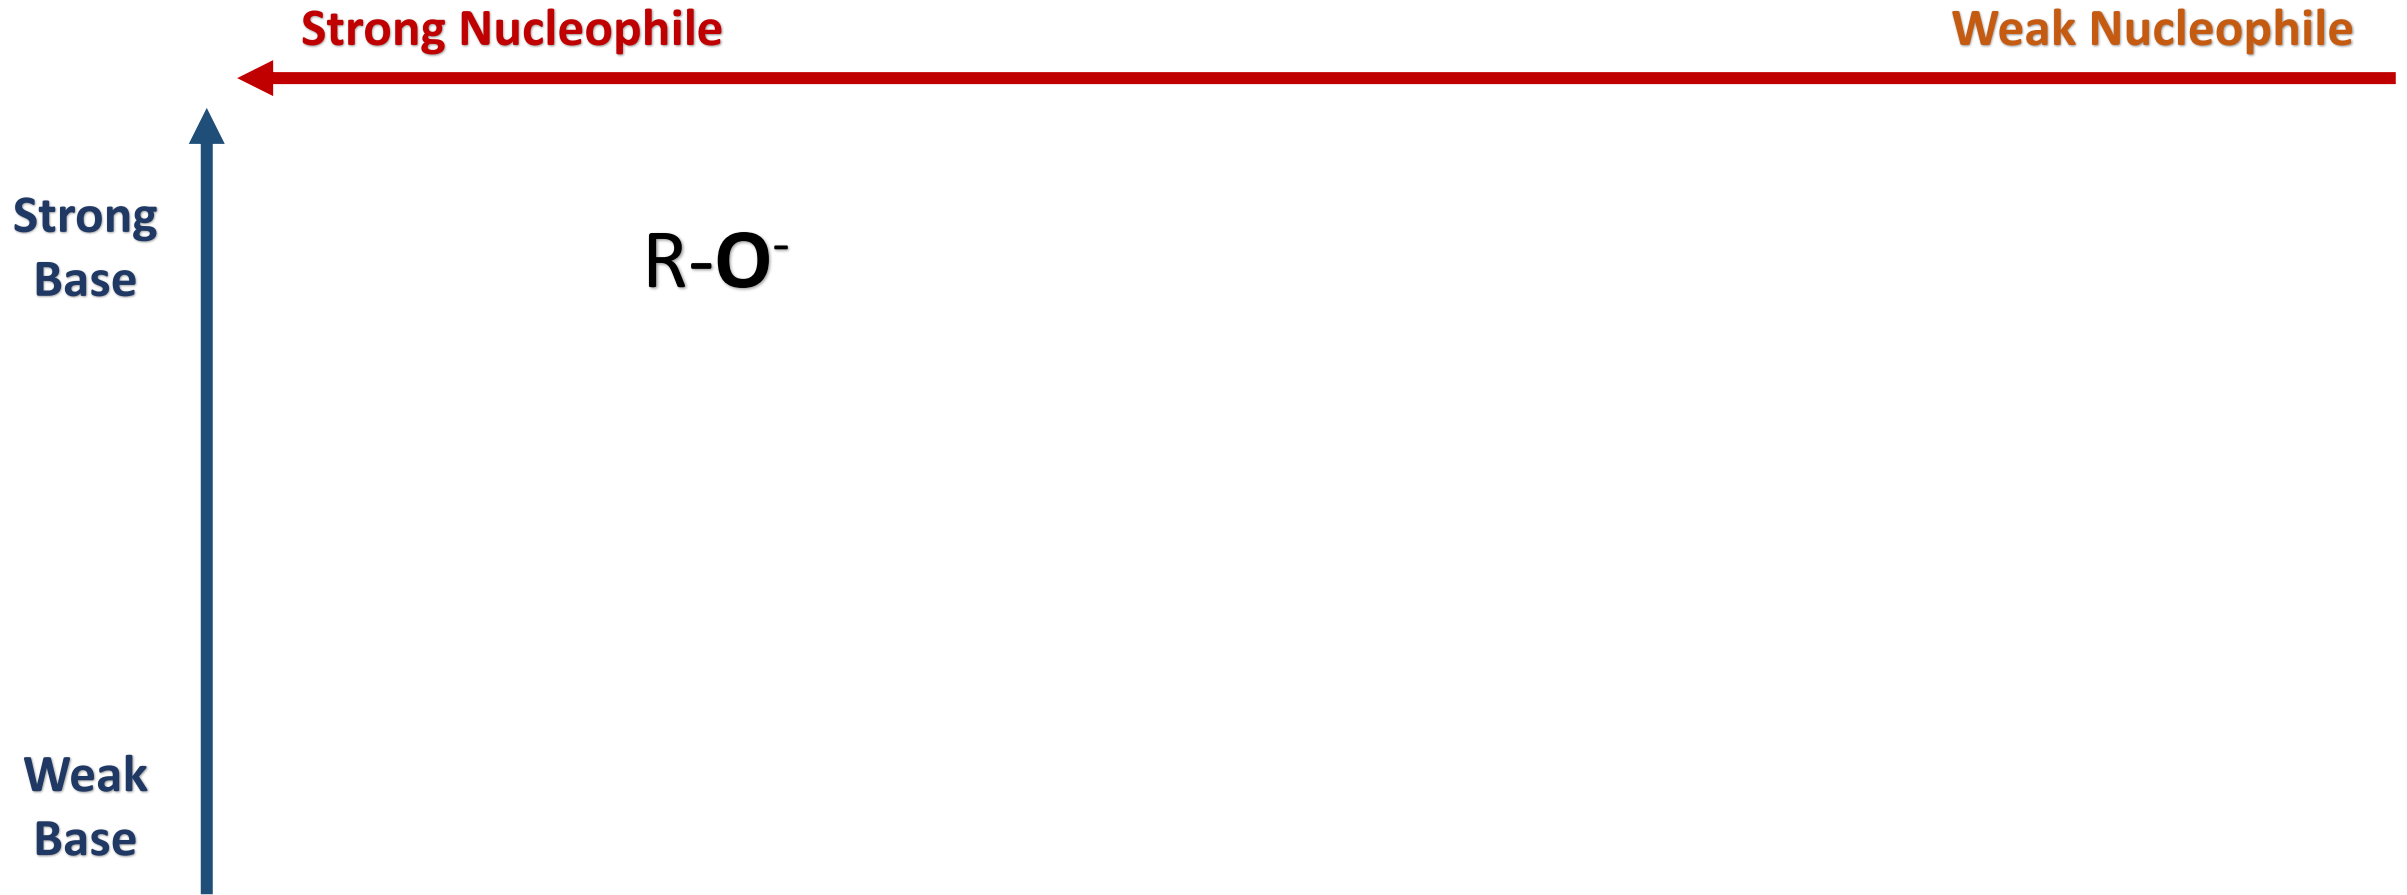 Strong Nucleophile
Weak Nucleophile
Strong
Base
R-O⁻
Weak
Base